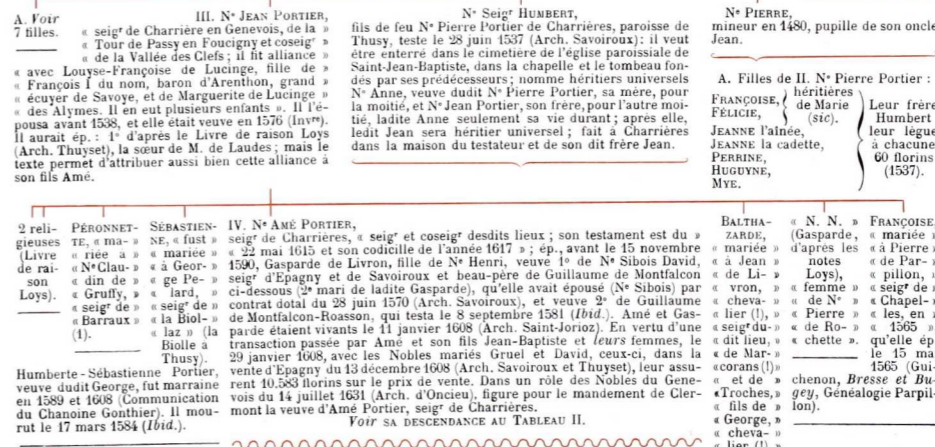 A. Voir
7 filles.
III. Nᵉ JEAN PORTIER,
« seigʳ de Charrière en Genevois, de la »
« Tour de Passy en Foucigny et coseigʳ »
« de la Vallée des Clefs ; il fit alliance »
« avec Louyse-Françoise de Lucinge, fille de »
« François I du nom, baron d'Arenthon, grand »
« écuyer de Savoye, et de Marguerite de Lucinge »
« des Alymes. Il en eut plusieurs enfants ». Il l'é-
pousa avant 1538, et elle était veuve en 1576 (Invʳᵉ).
Il aurait ép. : 1° d'après le Livre de raison Loys
(Arch. Thuyset), la sœur de M. de Laudes ; mais le
texte permet d'attribuer aussi bien cette alliance à
son fils Amé.
Nᵉ Seigʳ HUMBERT,
fils de feu Nᵉ Pierre Portier de Charrières, paroisse de
Thusy, teste le 28 juin 1537 (Arch. Savoiroux) : il veut
être enterré dans le cimetière de l'église paroissiale de
Saint-Jean-Baptiste, dans la chapelle et le tombeau fon-
dés par ses prédécesseurs ; nomme héritiers universels
Nᵉ Anne, veuve dudit Nᵉ Pierre Portier, sa mère, pour
la moitié, et Nᵉ Jean Portier, son frère, pour l'autre moi-
tié, ladite Anne seulement sa vie durant ; après elle,
ledit Jean sera héritier universel ; fait à Charrières
dans la maison du testateur et de son dit frère Jean.
Nᵉ PIERRE,
mineur en 1480, pupille de son oncle
Jean.
A. Filles de II. Nᵉ Pierre Portier :
FRANÇOISE,
FÉLICIE,
héritières
de Marie
(sic).
JEANNE l'aînée,
JEANNE la cadette,
PERRINE,
HUGUYNE,
MYE.
Leur frère
Humbert
leur lègue
à chacune
60 florins
(1537).
2 reli-
gieuses
(Livre
de rai-
son
Loys).
PÉRONNET-
TE, « ma- »
« riée à »
« Nᵉ Clau- »
« din de »
« Gruffy, »
« seigʳ de »
« Barraux »
(1).
SÉBASTIEN-
NE, « fust »
« mariée »
« à Geor- »
« ge Pe- »
« lard, »
« seigʳ de »
« la Biol- »
« laz » (la
Biolle à
Thusy).
Humberte-Sébastienne Portier,
veuve dudit George, fut marraine
en 1589 et 1608 (Communication
du Chanoine Gonthier). Il mou-
rut le 17 mars 1584 (Ibid.).
IV. Nᵉ AMÉ PORTIER,
seigʳ de Charrières, « seigʳ et coseigʳ desdits lieux ; son testament est du »
« 22 mai 1615 et son codicille de l'année 1617 » ; ép., avant le 15 novembre
1590, Gasparde de Livron, fille de Nᵉ Henri, veuve 1° de Nᵉ Sibois David,
seigʳ d'Epagny et de Savoiroux et beau-père de Guillaume de Montfalcon
ci-dessous (2ᵉ mari de ladite Gasparde), qu'elle avait épousé (Nᵉ Sibois) par
contrat dotal du 28 juin 1570 (Arch. Savoiroux), et veuve 2° de Guillaume
de Montfalcon-Roasson, qui testa le 8 septembre 1581 (Ibid.). Amé et Gas-
parde étaient vivants le 11 janvier 1608 (Arch. Saint-Jorioz). En vertu d'une
transaction passée par Amé et son fils Jean-Baptiste et leurs femmes, le
29 janvier 1608, avec les Nobles mariés Gruel et David, ceux-ci, dans la
vente d'Epagny du 13 décembre 1608 (Arch. Savoiroux et Thuyset), leur assu-
rent 10.583 florins sur le prix de vente. Dans un rôle des Nobles du Gene-
vois du 14 juillet 1631 (Arch. d'Oncieu), figure pour le mandement de Cler-
mont la veuve d'Amé Portier, seigʳ de Charrières.
Voir SA DESCENDANCE AU TABLEAU II.
BALTHA-
ZARDE,
« mariée »
« à Jean »
« de Li- »
« vron, »
« cheva- »
« lier (!), »
« seigʳ du- »
« dit lieu, »
« de Mar- »
« corans (!) »
« et de »
« Troches, »
« fils de »
« George, »
« cheva- »
« lier (!) »
« N. N. »
(Gasparde,
d'après les
notes
Loys),
« femme »
« de Nᵉ »
« Pierre »
« de Ro- »
« chette ».
FRANÇOISE,
« mariée »
« à Pierre »
« de Par- »
« pillon, »
« seigʳ de »
« Chapel- »
« les, en »
« 1565 »
qu'elle ép.
le 15 mai
1565 (Gui-
chenon, Bresse et Bu-
gey, Généalogie Parpil-
lon).